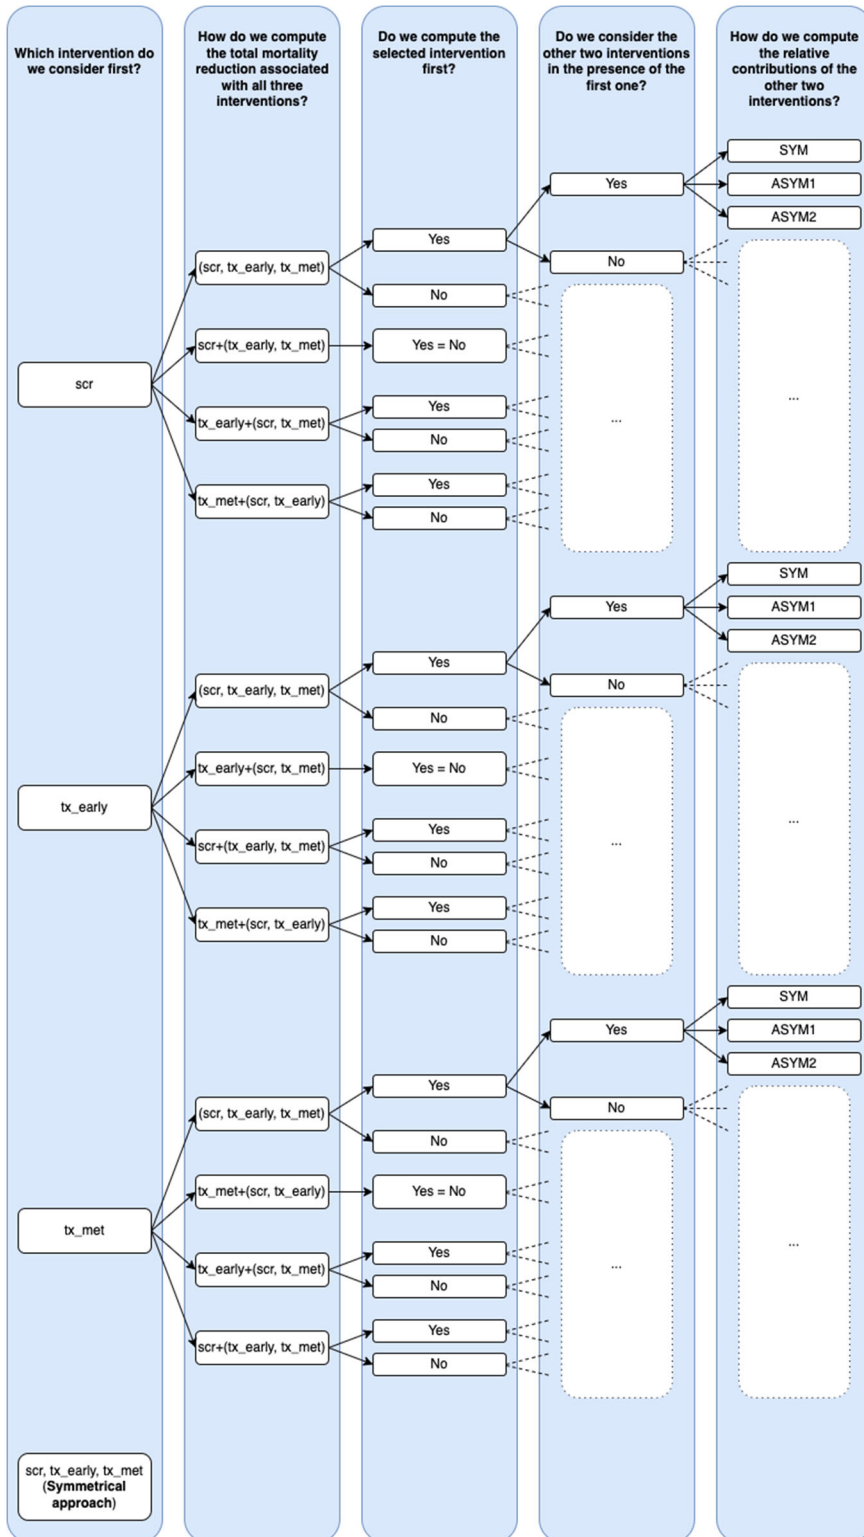 Which intervention do
we consider first?
How do we compute
the total mortality
reduction associated
with all three
interventions?
Do we compute the
selected intervention
first?
Do we consider the
other two interventions
in the presence of the
first one?
How do we compute
the relative
contributions of the
other two
interventions?
scr
(scr, tx_early, tx_met)
scr+(tx_early, tx_met)
tx_early+(scr, tx_met)
tx_met+(scr, tx_early)
Yes
No
Yes = No
Yes
No
Yes
No
Yes
No
...
SYM
ASYM1
ASYM2
...
tx_early
(scr, tx_early, tx_met)
tx_early+(scr, tx_met)
scr+(tx_early, tx_met)
tx_met+(scr, tx_early)
Yes
No
Yes = No
Yes
No
Yes
No
Yes
No
...
SYM
ASYM1
ASYM2
...
tx_met
(scr, tx_early, tx_met)
tx_met+(scr, tx_early)
tx_early+(scr, tx_met)
scr+(tx_early, tx_met)
Yes
No
Yes = No
Yes
No
Yes
No
Yes
No
...
SYM
ASYM1
ASYM2
...
scr, tx_early, tx_met
(Symmetrical
approach)